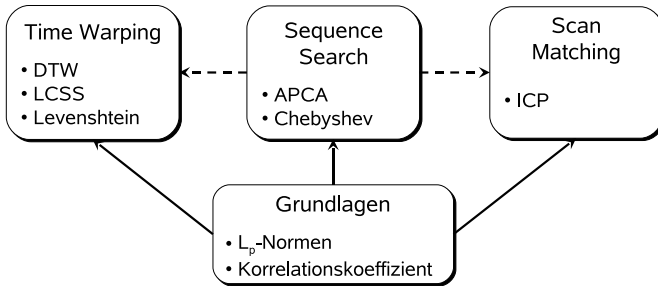 Time Warping
• DTW
• LCSS
• Levenshtein
Sequence
Search
• APCA
• Chebyshev
Scan
Matching
• ICP
Grundlagen
• Lₚ-Normen
• Korrelationskoeffizient